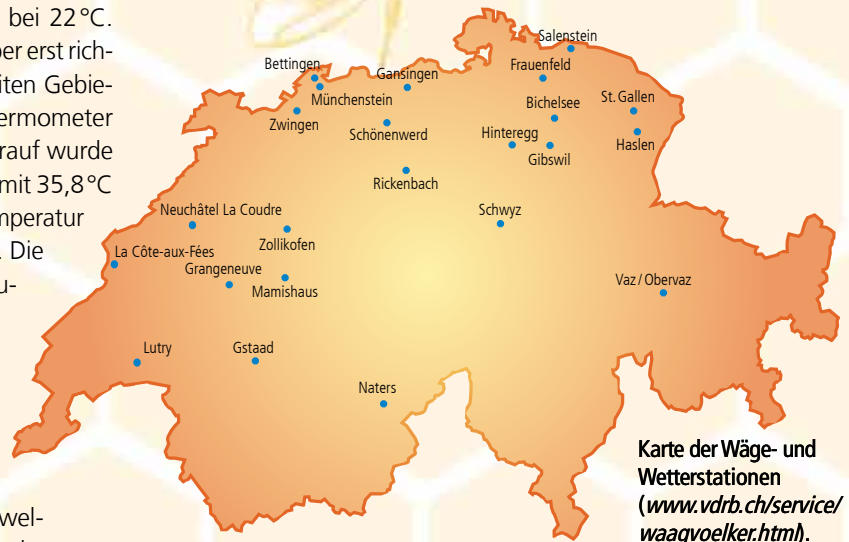 bei 22 °C.
ber erst rich-
iten Gebie-
ermometer
rauf wurde
mit 35,8 °C
mperatur
. Die
u-
wel-
Salenstein
Bettingen
Gansingen
Frauenfeld
Münchenstein
Bichelsee
St. Gallen
Zwingen
Schönenwerd
Hinteregg
Haslen
Gibswil
Rickenbach
Neuchâtel La Coudre
Schwyz
Zollikofen
La Côte-aux-Fées
Grangeneuve
Mamishaus
Vaz / Obervaz
Lutry
Gstaad
Naters
Karte der Wäge- und
Wetterstationen
(www.vdrb.ch/service/
waagvoelker.html).